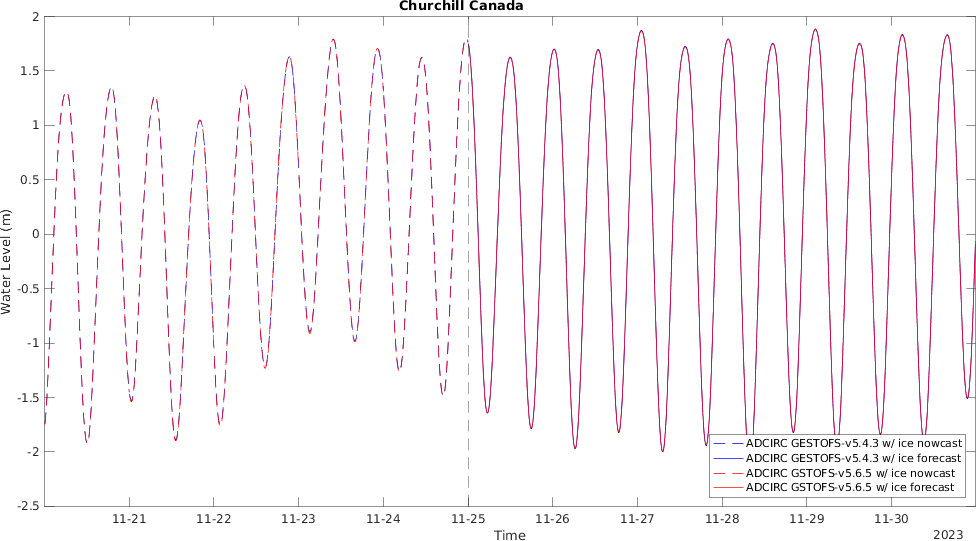 Churchill Canada
2
1.5
1
0.5
0
-0.5
-1
-1.5
-2
-2.5
Water Level (m)
ADCIRC GESTOFS-v5.4.3 w/ ice nowcast
ADCIRC GESTOFS-v5.4.3 w/ ice forecast
ADCIRC GSTOFS-v5.6.5 w/ ice nowcast
ADCIRC GSTOFS-v5.6.5 w/ ice forecast
11-21 11-22 11-23 11-24 11-25 11-26 11-27 11-28 11-29 11-30
Time
2023